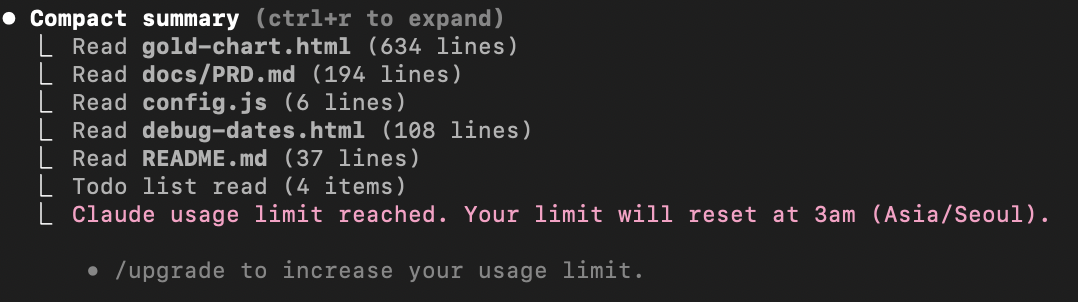 ● Compact summary (ctrl+r to expand)
⎿ Read gold-chart.html (634 lines)
⎿ Read docs/PRD.md (194 lines)
⎿ Read config.js (6 lines)
⎿ Read debug-dates.html (108 lines)
⎿ Read README.md (37 lines)
⎿ Todo list read (4 items)
⎿ Claude usage limit reached. Your limit will reset at 3am (Asia/Seoul).
• /upgrade to increase your usage limit.